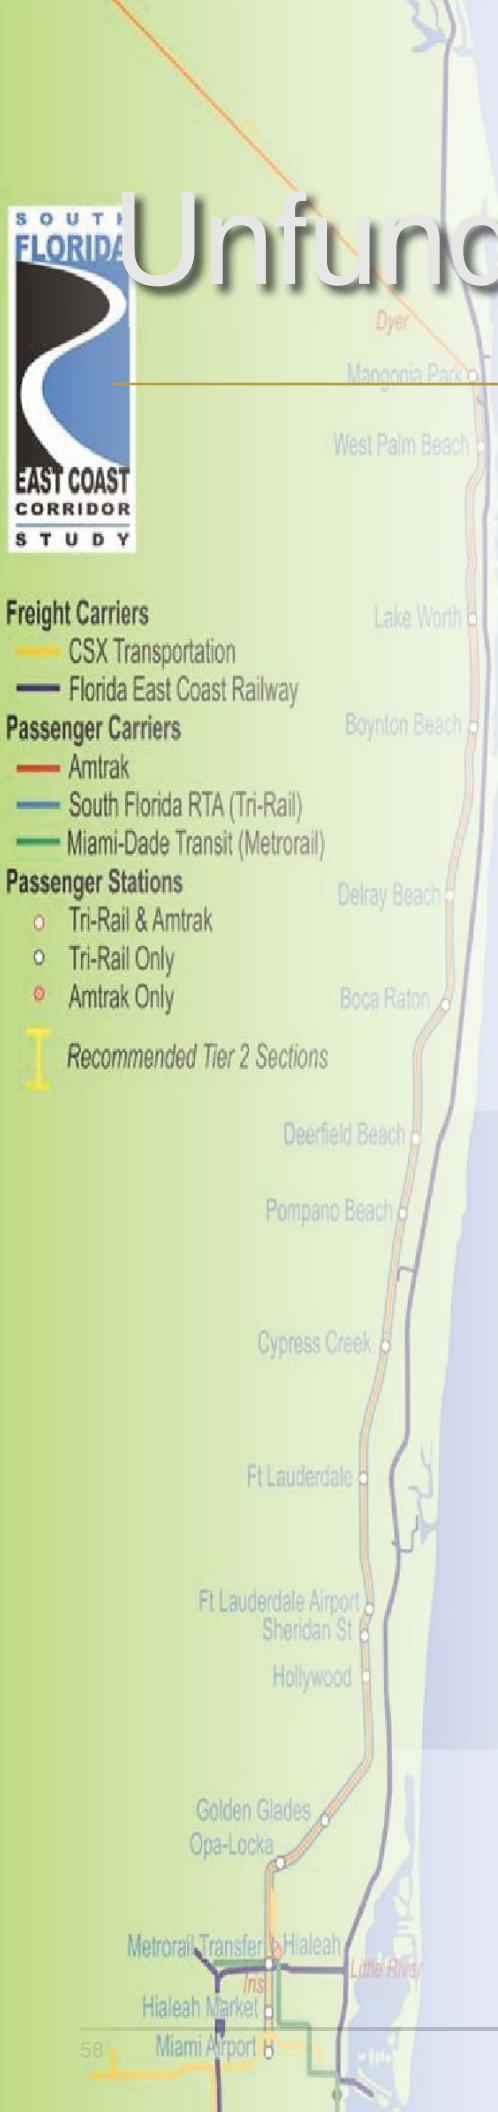 Unfund
SOUTH
FLORIDA
EAST COAST
CORRIDOR
STUDY
Dyer
Mangonia Park
West Palm Beach
Freight Carriers
CSX Transportation
Florida East Coast Railway
Passenger Carriers
Amtrak
South Florida RTA (Tri-Rail)
Miami-Dade Transit (Metrorail)
Passenger Stations
Tri-Rail & Amtrak
Tri-Rail Only
Amtrak Only
Recommended Tier 2 Sections
Lake Worth
Boynton Beach
Delray Beach
Boca Raton
Deerfield Beach
Pompano Beach
Cypress Creek
Ft Lauderdale
Ft Lauderdale Airport
Sheridan St
Hollywood
Golden Glades
Opa-Locka
Metrorail Transfer
Hialeah
Iris
Little River
Hialeah Market
Miami Airport
58